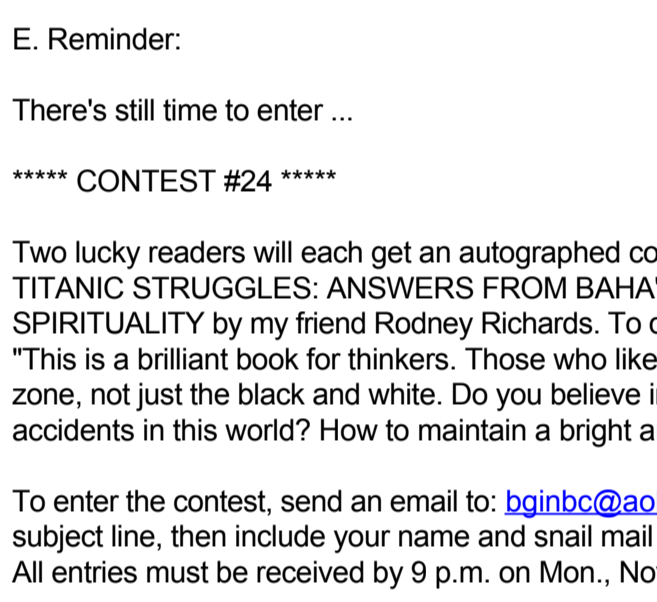 E. Reminder:
There's still time to enter ...
***** CONTEST #24 *****
Two lucky readers will each get an autographed co
TITANIC STRUGGLES: ANSWERS FROM BAHA'
SPIRITUALITY by my friend Rodney Richards. To
"This is a brilliant book for thinkers. Those who like
zone, not just the black and white. Do you believe i
accidents in this world? How to maintain a bright a
To enter the contest, send an email to: bginbc@ao
subject line, then include your name and snail mail
All entries must be received by 9 p.m. on Mon., No